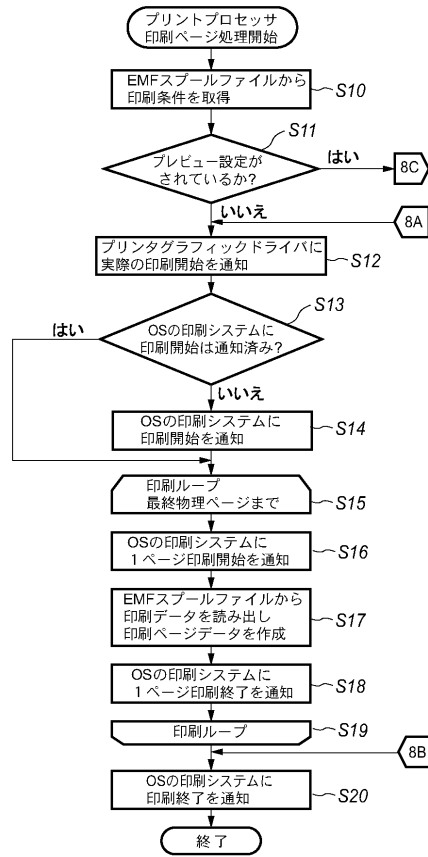 プリントプロセッサ
印刷ページ処理開始
EMFスプールファイルから
印刷条件を取得
S10
S11
プレビュー設定が
されているか?
はい
8C
いいえ
8A
プリンタグラフィックドライバに
実際の印刷開始を通知
S12
S13
はい
OSの印刷システムに
印刷開始は通知済み?
いいえ
OSの印刷システムに
印刷開始を通知
S14
印刷ループ
最終物理ページまで
S15
OSの印刷システムに
1ページ印刷開始を通知
S16
EMFスプールファイルから
印刷データを読み出し
印刷ページデータを作成
S17
OSの印刷システムに
1ページ印刷終了を通知
S18
印刷ループ
S19
8B
OSの印刷システムに
印刷終了を通知
S20
終了